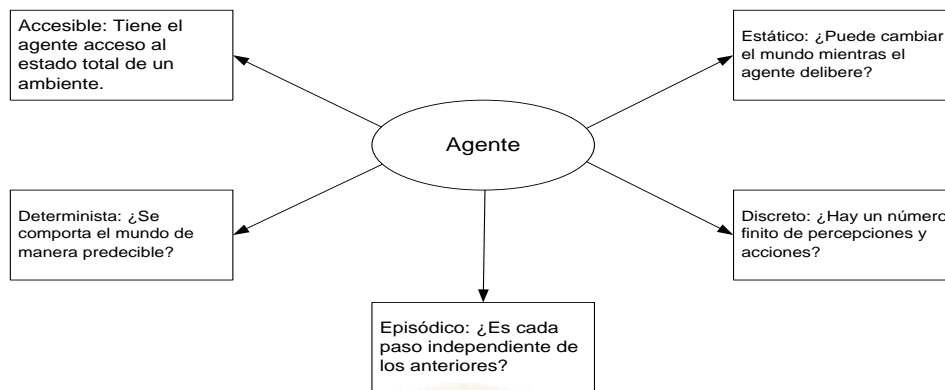 Accesible: Tiene el
agente acceso al
estado total de un
ambiente.
Estático: ¿Puede cambiar
el mundo mientras el
agente delibere?
Agente
Determinista: ¿Se
comporta el mundo de
manera predecible?
Discreto: ¿Hay un número
finito de percepciones y
acciones?
Episódico: ¿Es cada
paso independiente de
los anteriores?